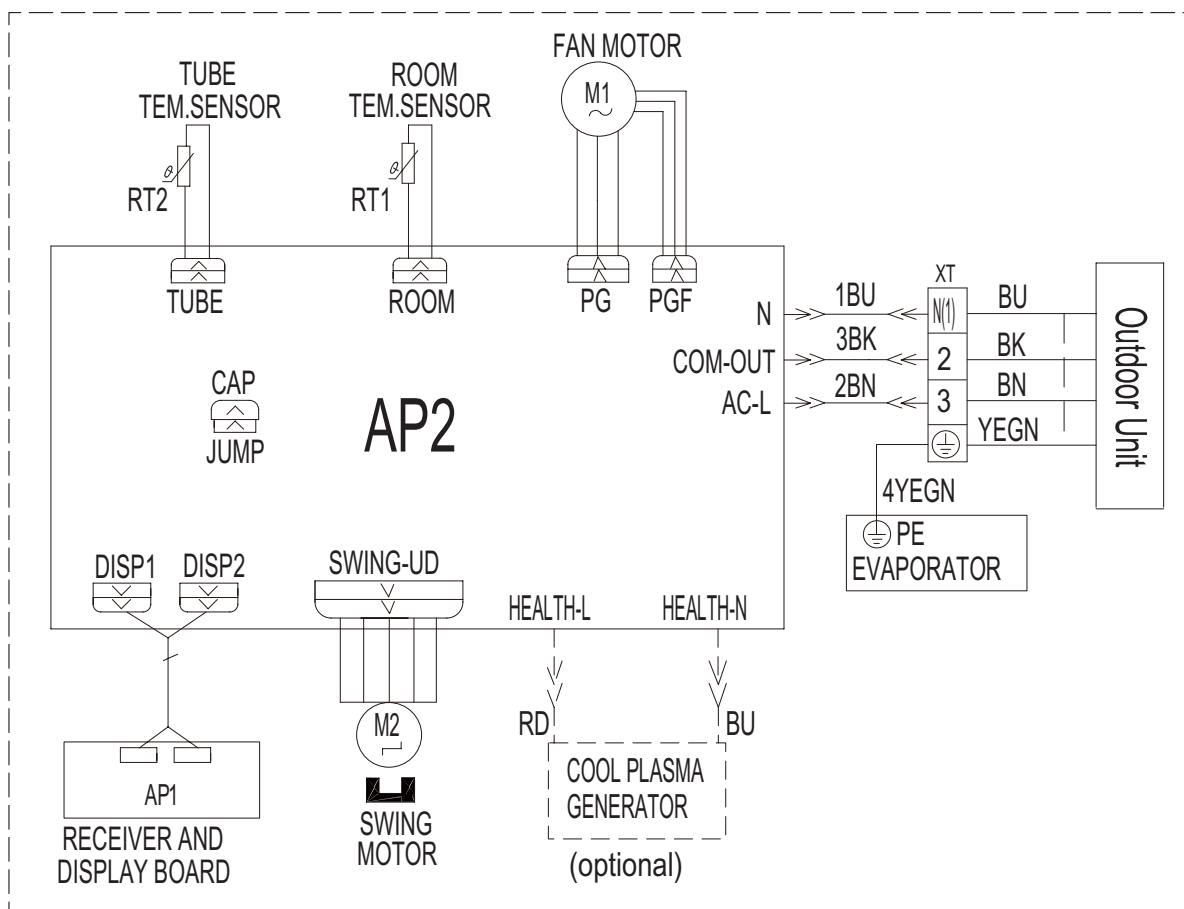 TUBE
TEM.SENSOR
ROOM
TEM.SENSOR
FAN MOTOR
M1
θ
RT2
θ
RT1
TUBE
ROOM
PG
PGF
XT
N
1BU
N(1)
BU
COM-OUT
3BK
2
BK
AC-L
2BN
3
BN
YEGN
Outdoor Unit
4YEGN
PE
EVAPORATOR
CAP
JUMP
AP2
DISP1
DISP2
SWING-UD
HEALTH-L
HEALTH-N
RD
BU
M2
AP1
RECEIVER AND
DISPLAY BOARD
SWING
MOTOR
COOL PLASMA
GENERATOR
(optional)